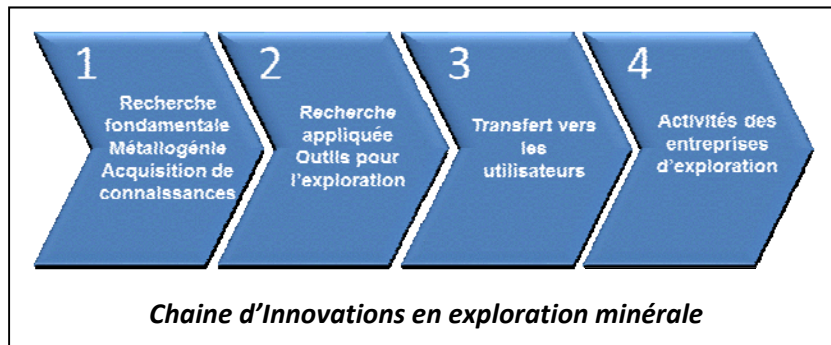 1
Recherche
fondamentale
Métallogénie
Acquisition de
connaissances
2
Recherche
appliquée
Outils pour
l'exploration
3
Transfert vers
les
utilisateurs
4
Activités des
entreprises
d'exploration
Chaine d'Innovations en exploration minérale